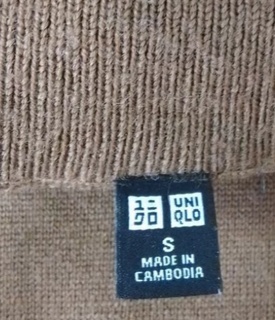 ユニ UNI
クロ QLO
S
MADE IN
CAMBODIA